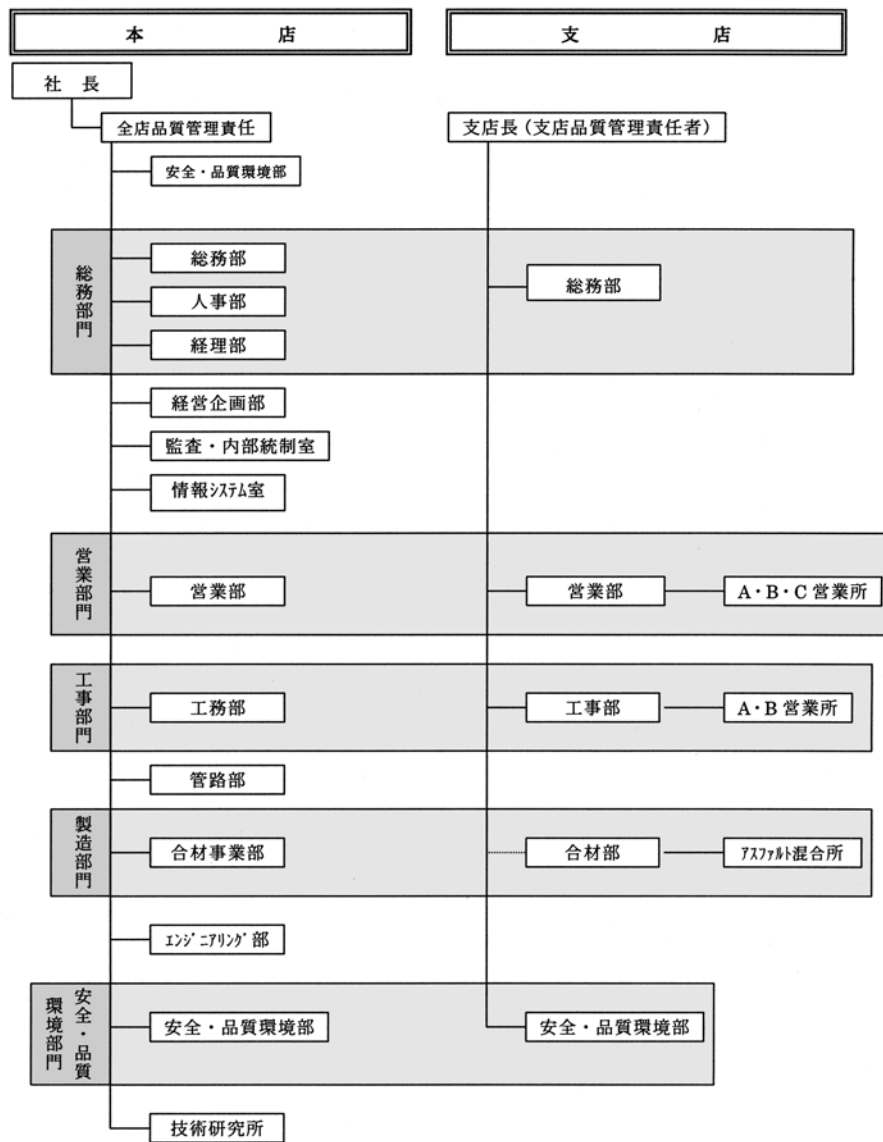 本 店
支 店
社 長
全店品質管理責任
支店長（支店品質管理責任者）
安全・品質環境部
総務部門
総務部
人事部
経理部
総務部
経営企画部
監査・内部統制室
情報ｼｽﾃﾑ室
営業部門
営業部
営業部
A・B・C 営業所
工事部門
工務部
工事部
A・B 営業所
管路部
製造部門
合材事業部
合材部
ｱｽﾌｧﾙﾄ混合所
ｴﾝｼﾞﾆｱﾘﾝｸﾞ部
安全・品質
環境部門
安全・品質環境部
安全・品質環境部
技術研究所